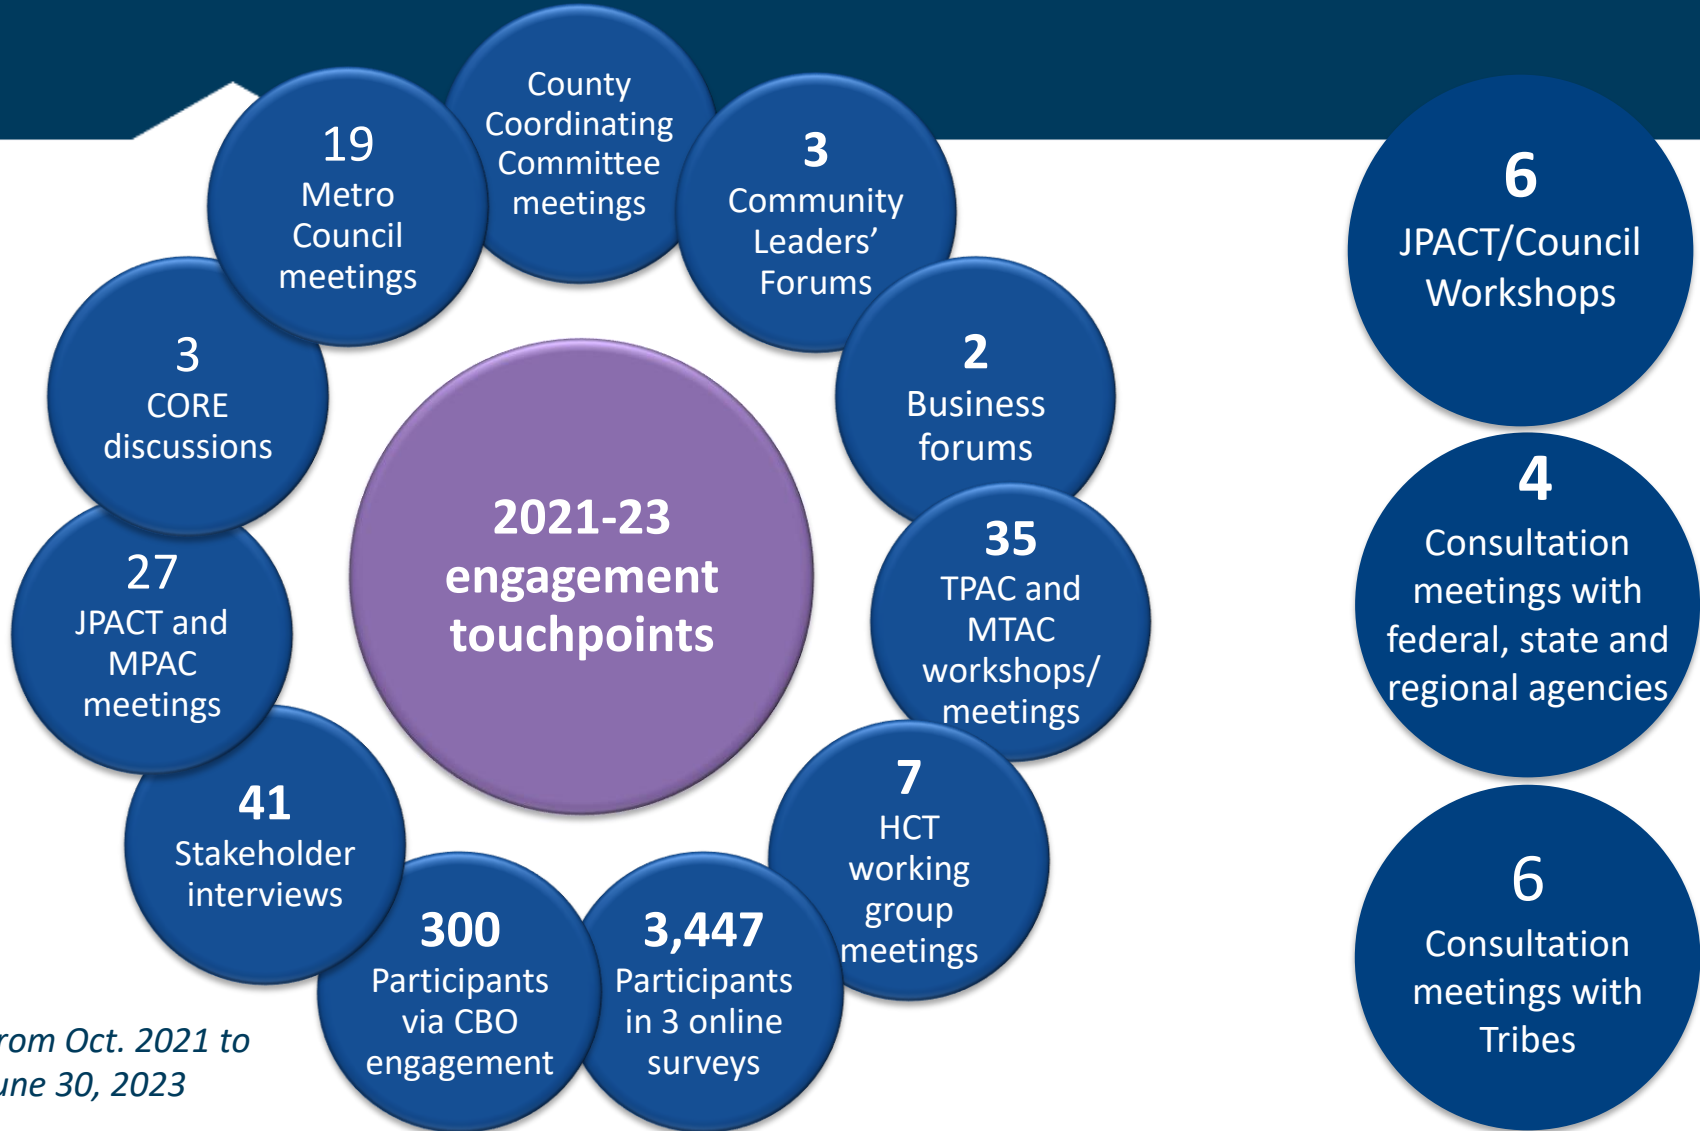 County
Coordinating
Committee
meetings
3
Community
Leaders’
Forums
2
Business
forums
35
TPAC and
MTAC
workshops/
meetings
7
HCT
working
group
meetings
3,447
Participants
in 3 online
surveys
300
Participants
via CBO
engagement
41
Stakeholder
interviews
27
JPACT and
MPAC
meetings
3
CORE
discussions
19
Metro
Council
meetings
2021-23
engagement
touchpoints
6
JPACT/Council
Workshops
4
Consultation
meetings with
federal, state and
regional agencies
6
Consultation
meetings with
Tribes
rom Oct. 2021 to
une 30, 2023